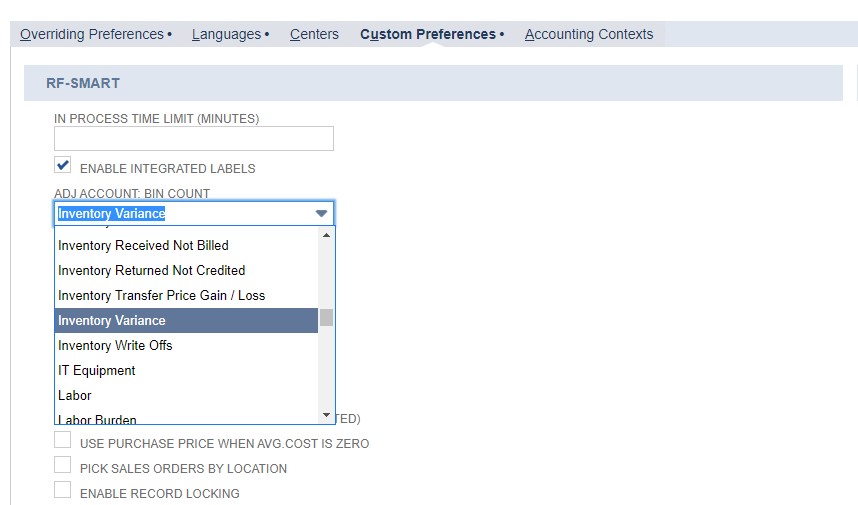 Overriding Preferences • Languages • Centers Custom Preferences • Accounting Contexts
RF-SMART
IN PROCESS TIME LIMIT (MINUTES)
ENABLE INTEGRATED LABELS
ADJ ACCOUNT: BIN COUNT
Inventory Variance
Inventory Received Not Billed
Inventory Returned Not Credited
Inventory Transfer Price Gain / Loss
Inventory Variance
Inventory Write Offs
IT Equipment
Labor
Labor Burden
TED)
USE PURCHASE PRICE WHEN AVG.COST IS ZERO
PICK SALES ORDERS BY LOCATION
ENABLE RECORD LOCKING